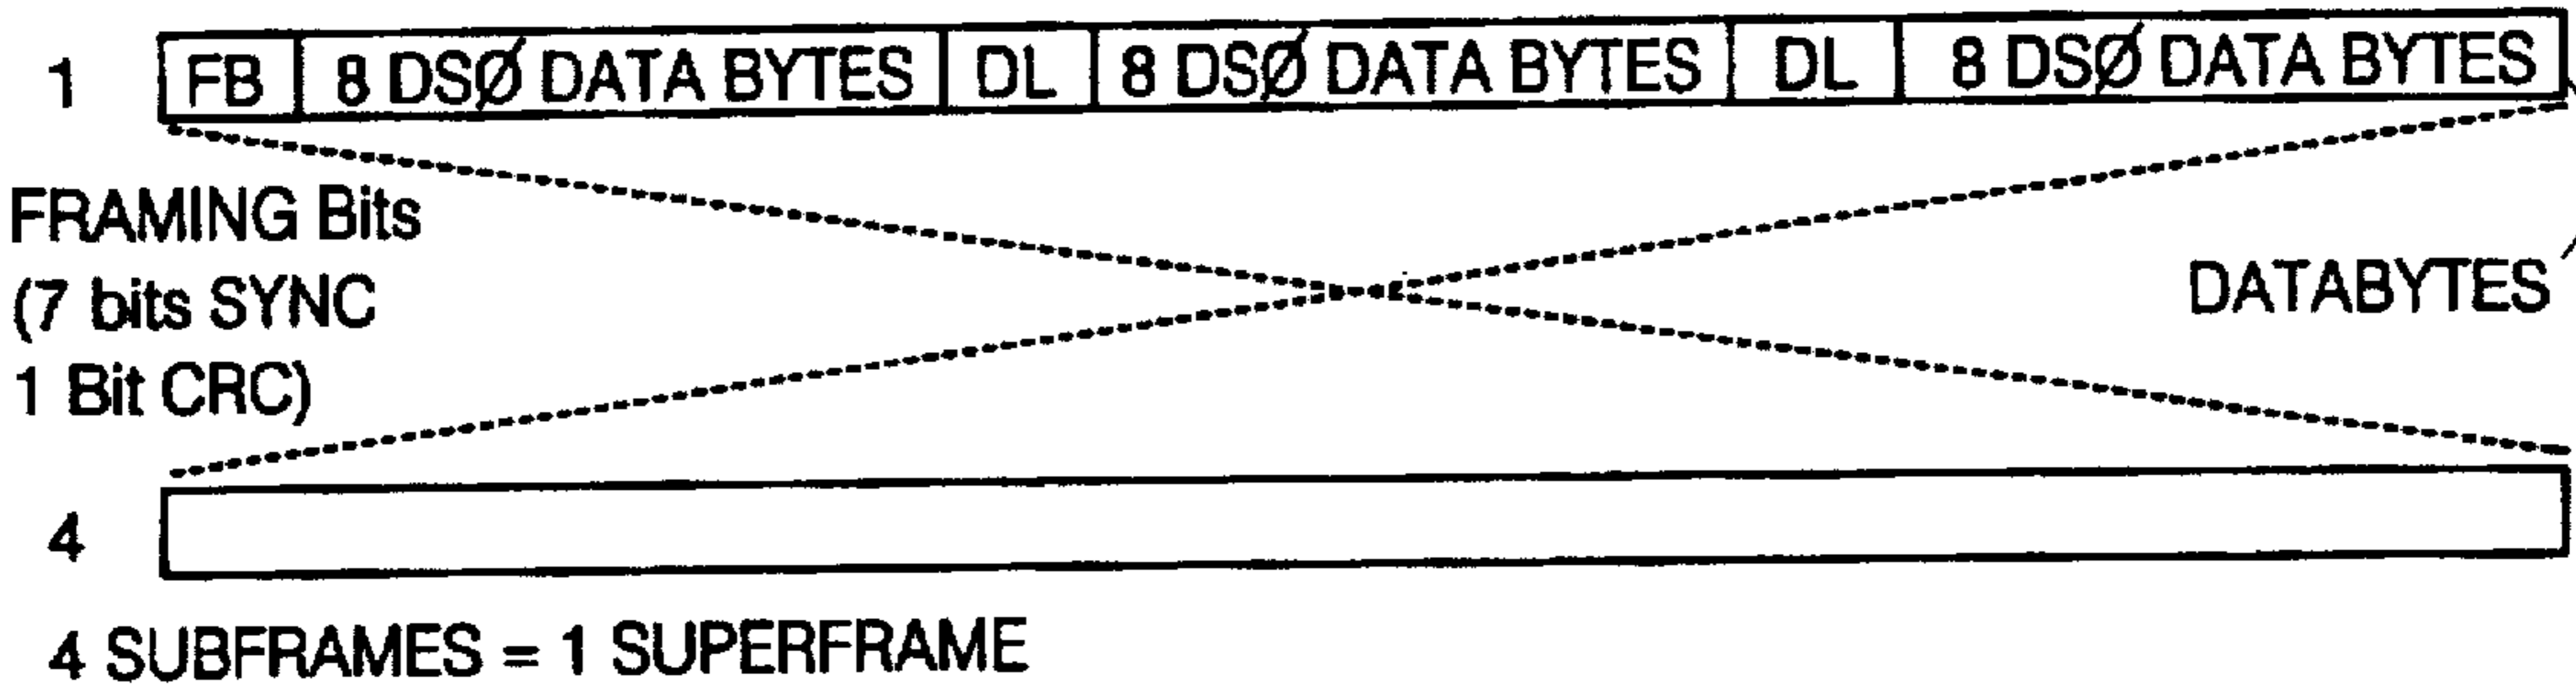 1 FB 8 DSØ DATA BYTES DL 8 DSØ DATA BYTES DL 8 DSØ DATA BYTES
FRAMING Bits
(7 bits SYNC
1 Bit CRC)
DATABYTES
4
4 SUBFRAMES = 1 SUPERFRAME